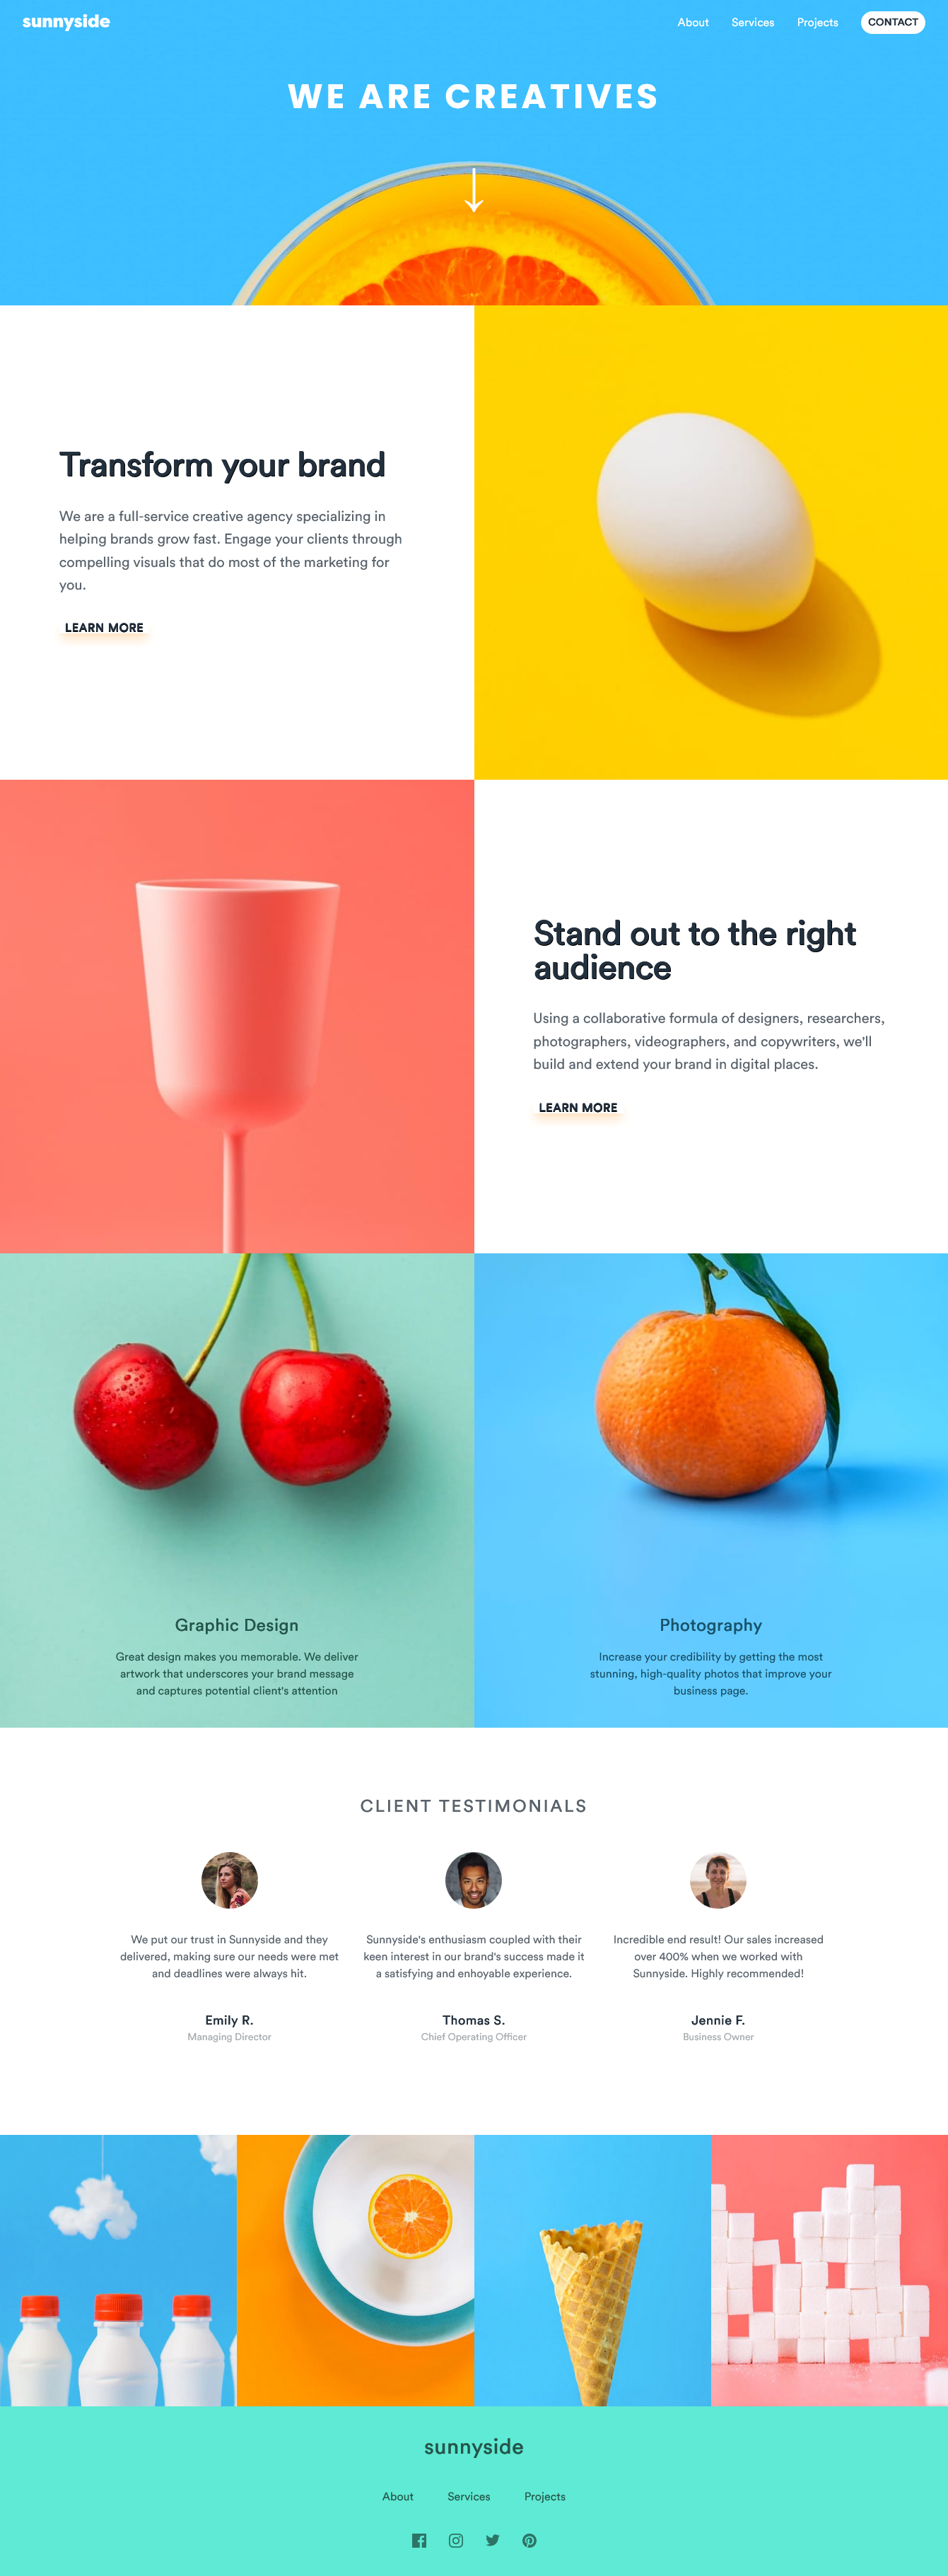 sunnyside
About Services Projects CONTACT
WE ARE CREATIVES
Transform your brand
We are a full-service creative agency specializing in
helping brands grow fast. Engage your clients through
compelling visuals that do most of the marketing for
you.
LEARN MORE
Stand out to the right
audience
Using a collaborative formula of designers, researchers,
photographers, videographers, and copywriters, we'll
build and extend your brand in digital places.
LEARN MORE
Graphic Design
Great design makes you memorable. We deliver
artwork that underscores your brand message
and captures potential client's attention
Photography
Increase your credibility by getting the most
stunning, high-quality photos that improve your
business page.
CLIENT TESTIMONIALS
We put our trust in Sunnyside and they
delivered, making sure our needs were met
and deadlines were always hit.
Emily R.
Managing Director
Sunnyside's enthusiasm coupled with their
keen interest in our brand's success made it
a satisfying and enhoyable experience.
Thomas S.
Chief Operating Officer
Incredible end result! Our sales increased
over 400% when we worked with
Sunnyside. Highly recommended!
Jennie F.
Business Owner
sunnyside
About Services Projects